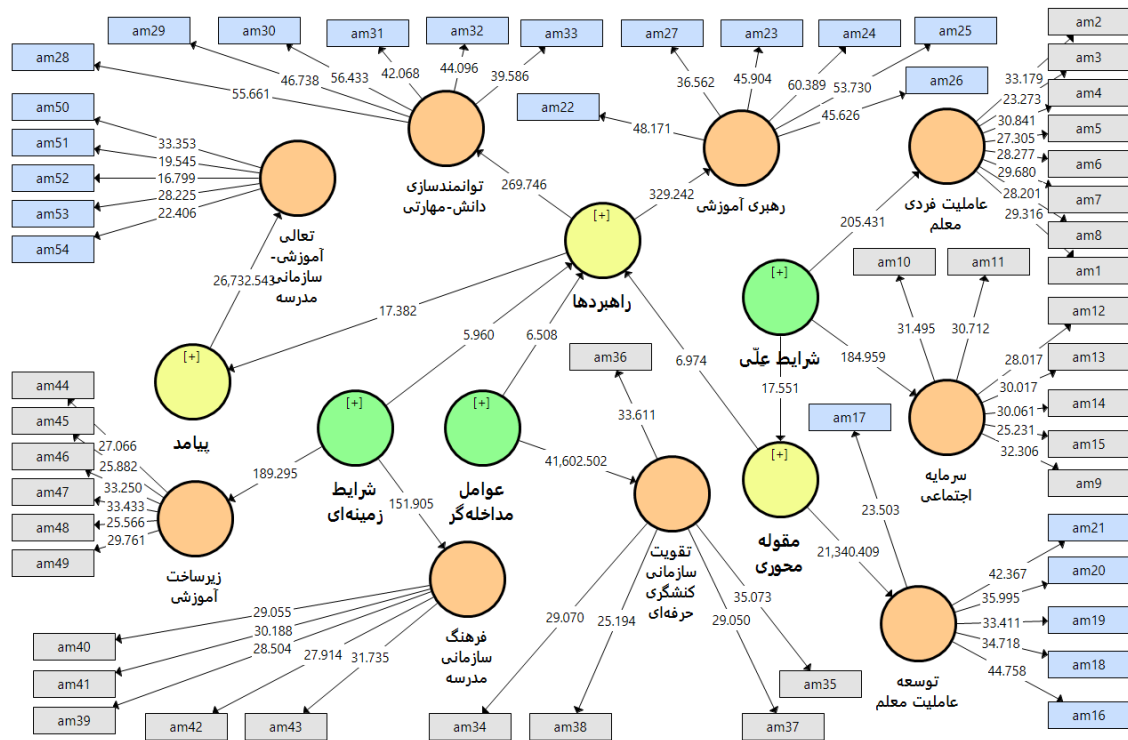 am29
am30
am31
am32
am33
am27
am23
am24
am25
am2
am28
am3
am26
am4
am22
am50
am51
am52
am53
am54
am5
am6
am7
am8
am1
46.738
56.433
42.068
44.096
39.586
55.661
36.562
45.904
60.389
53.730
45.626
48.171
33.179
23.273
30.841
27.305
28.277
29.680
28.201
29.316
33.353
19.545
16.799
28.225
22.406
توانمندسازی
دانش-مهارتی
رهبری آموزشی
عاملیت فردی
معلم
تعالی
آموزشی-
سازمانی
مدرسه
269.746
329.242
205.431
[+]
راهبردها
[+]
شرایط علّی
am10
am11
31.495
30.712
am12
am13
am14
am15
am9
28.017
30.017
30.061
25.231
32.306
184.959
سرمایه
اجتماعی
26,732.543
17.382
5.960
6.508
6.974
17.551
[+]
پیامد
am36
33.611
am17
23.503
[+]
شرایط
زمینه‌ای
[+]
عوامل
مداخله‌گر
[+]
مقوله
محوری
am44
am45
am46
am47
am48
am49
27.066
25.882
33.250
33.433
25.566
29.761
189.295
151.905
41,602.502
21,340.409
زیرساخت
آموزشی
تقویت
سازمانی
کنشگری
حرفه‌ای
فرهنگ
سازمانی
مدرسه
توسعه
عاملیت معلم
am21
am20
am19
am18
am16
42.367
35.995
33.411
34.718
44.758
29.055
30.188
28.504
27.914
31.735
29.070
25.194
29.050
35.073
am40
am41
am39
am42
am43
am34
am38
am37
am35